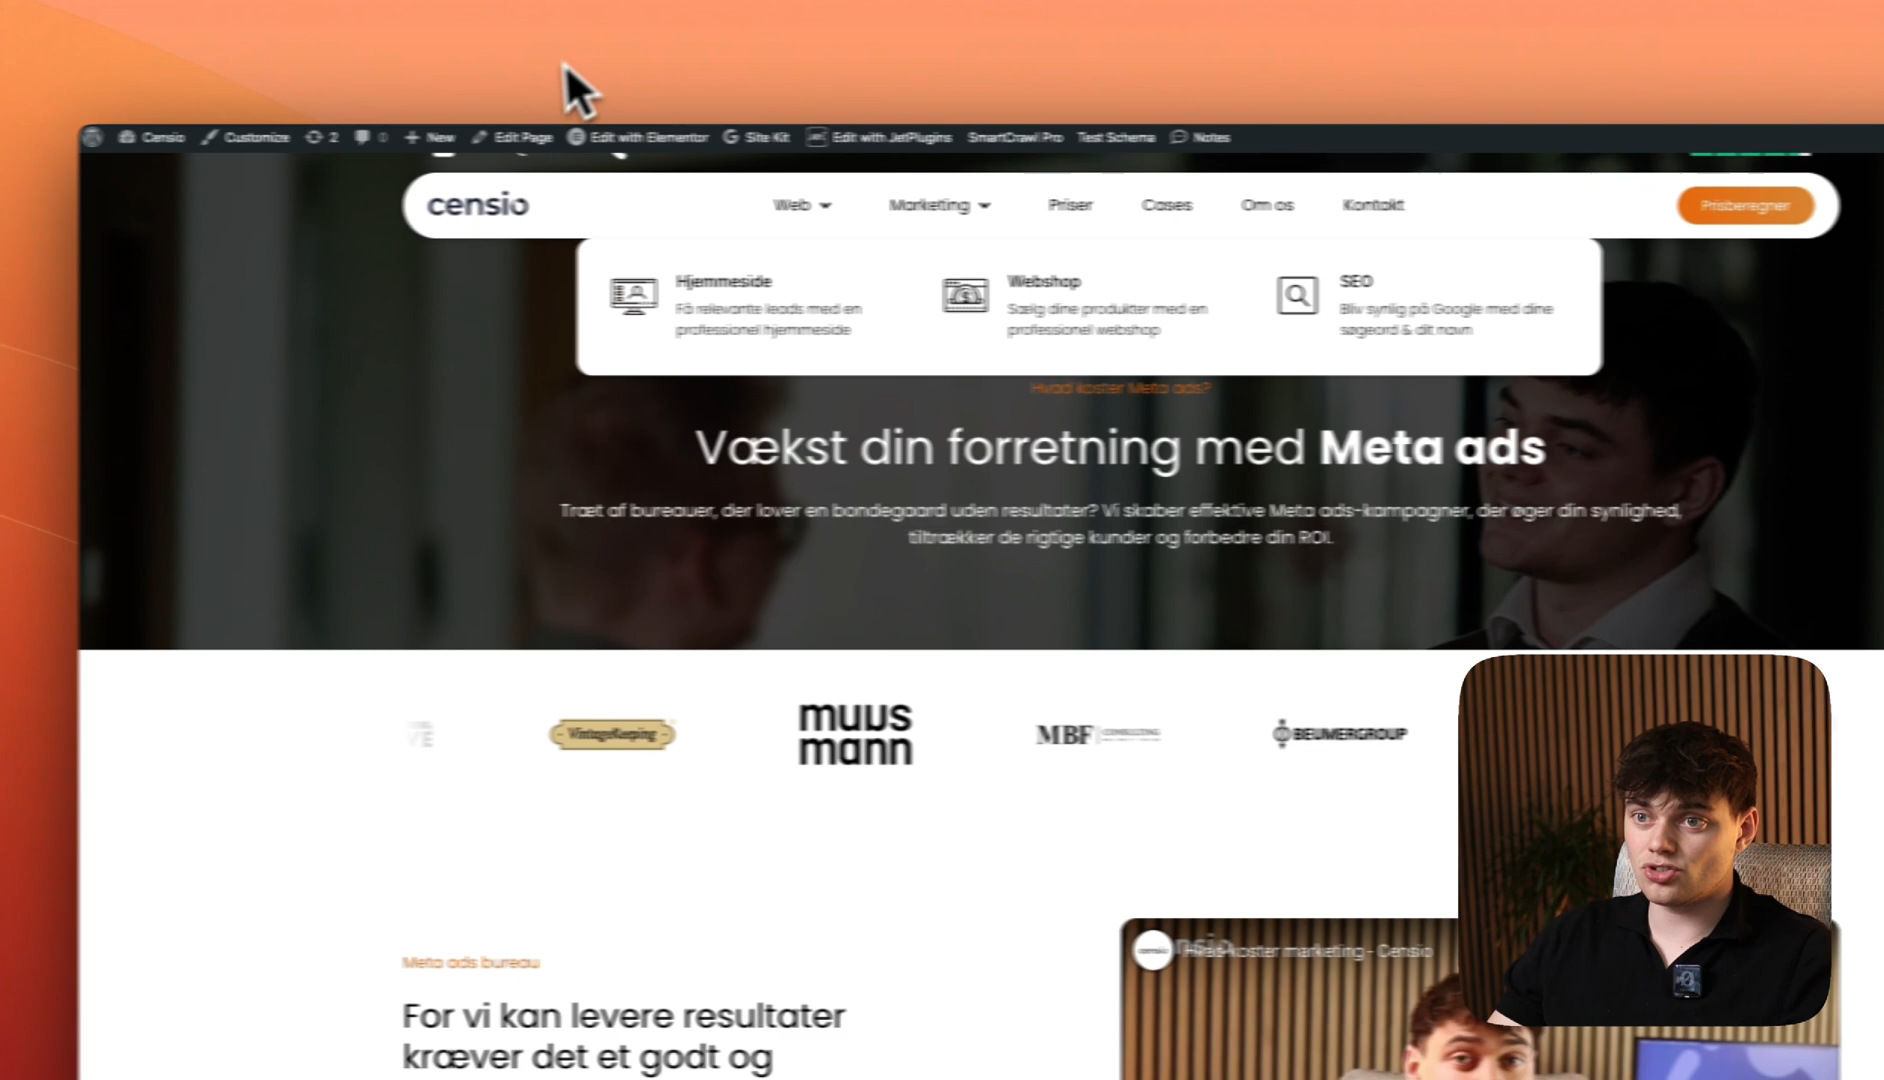 Censio Customize 2 0 New Edit Page Edit with Elementor Site Kit Edit with JetPlugins SmartCrawl Pro Test Schema Notes
censio Web Marketing Priser Cases Om os Kontakt Prisberegner
Hjemmeside
Få relevante leads med en
professionel hjemmeside
Webshop
Sælg dine produkter med en
professionel webshop
SEO
Bliv synlig på Google med dine
søgeord & dit navn
Hvad koster Meta ads?
Vækst din forretning med Meta ads
Træt af bureauer, der lover en bondegaard uden resultater? Vi skaber effektive Meta ads-kampagner, der øger din synlighed,
tiltrækker de rigtige kunder og forbedre din ROI.
VintageKeeping
muus
mann
MBF CONSULTING
BEUMERGROUP
Meta ads bureau
For vi kan levere resultater
kræver det et godt og
koster marketing - Censio